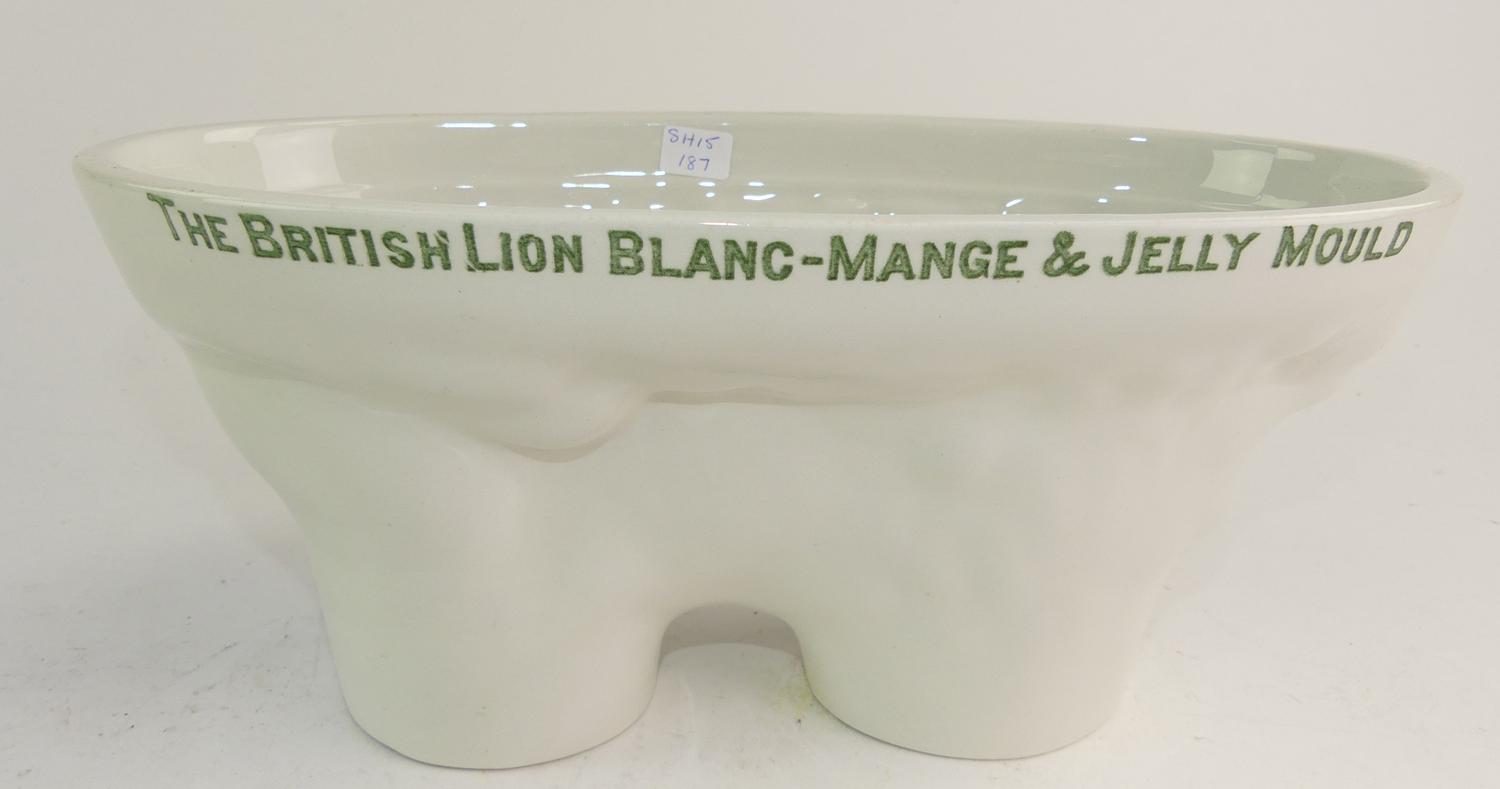 SH15
187
THE BRITISH LION BLANC-MANGE & JELLY MOULD